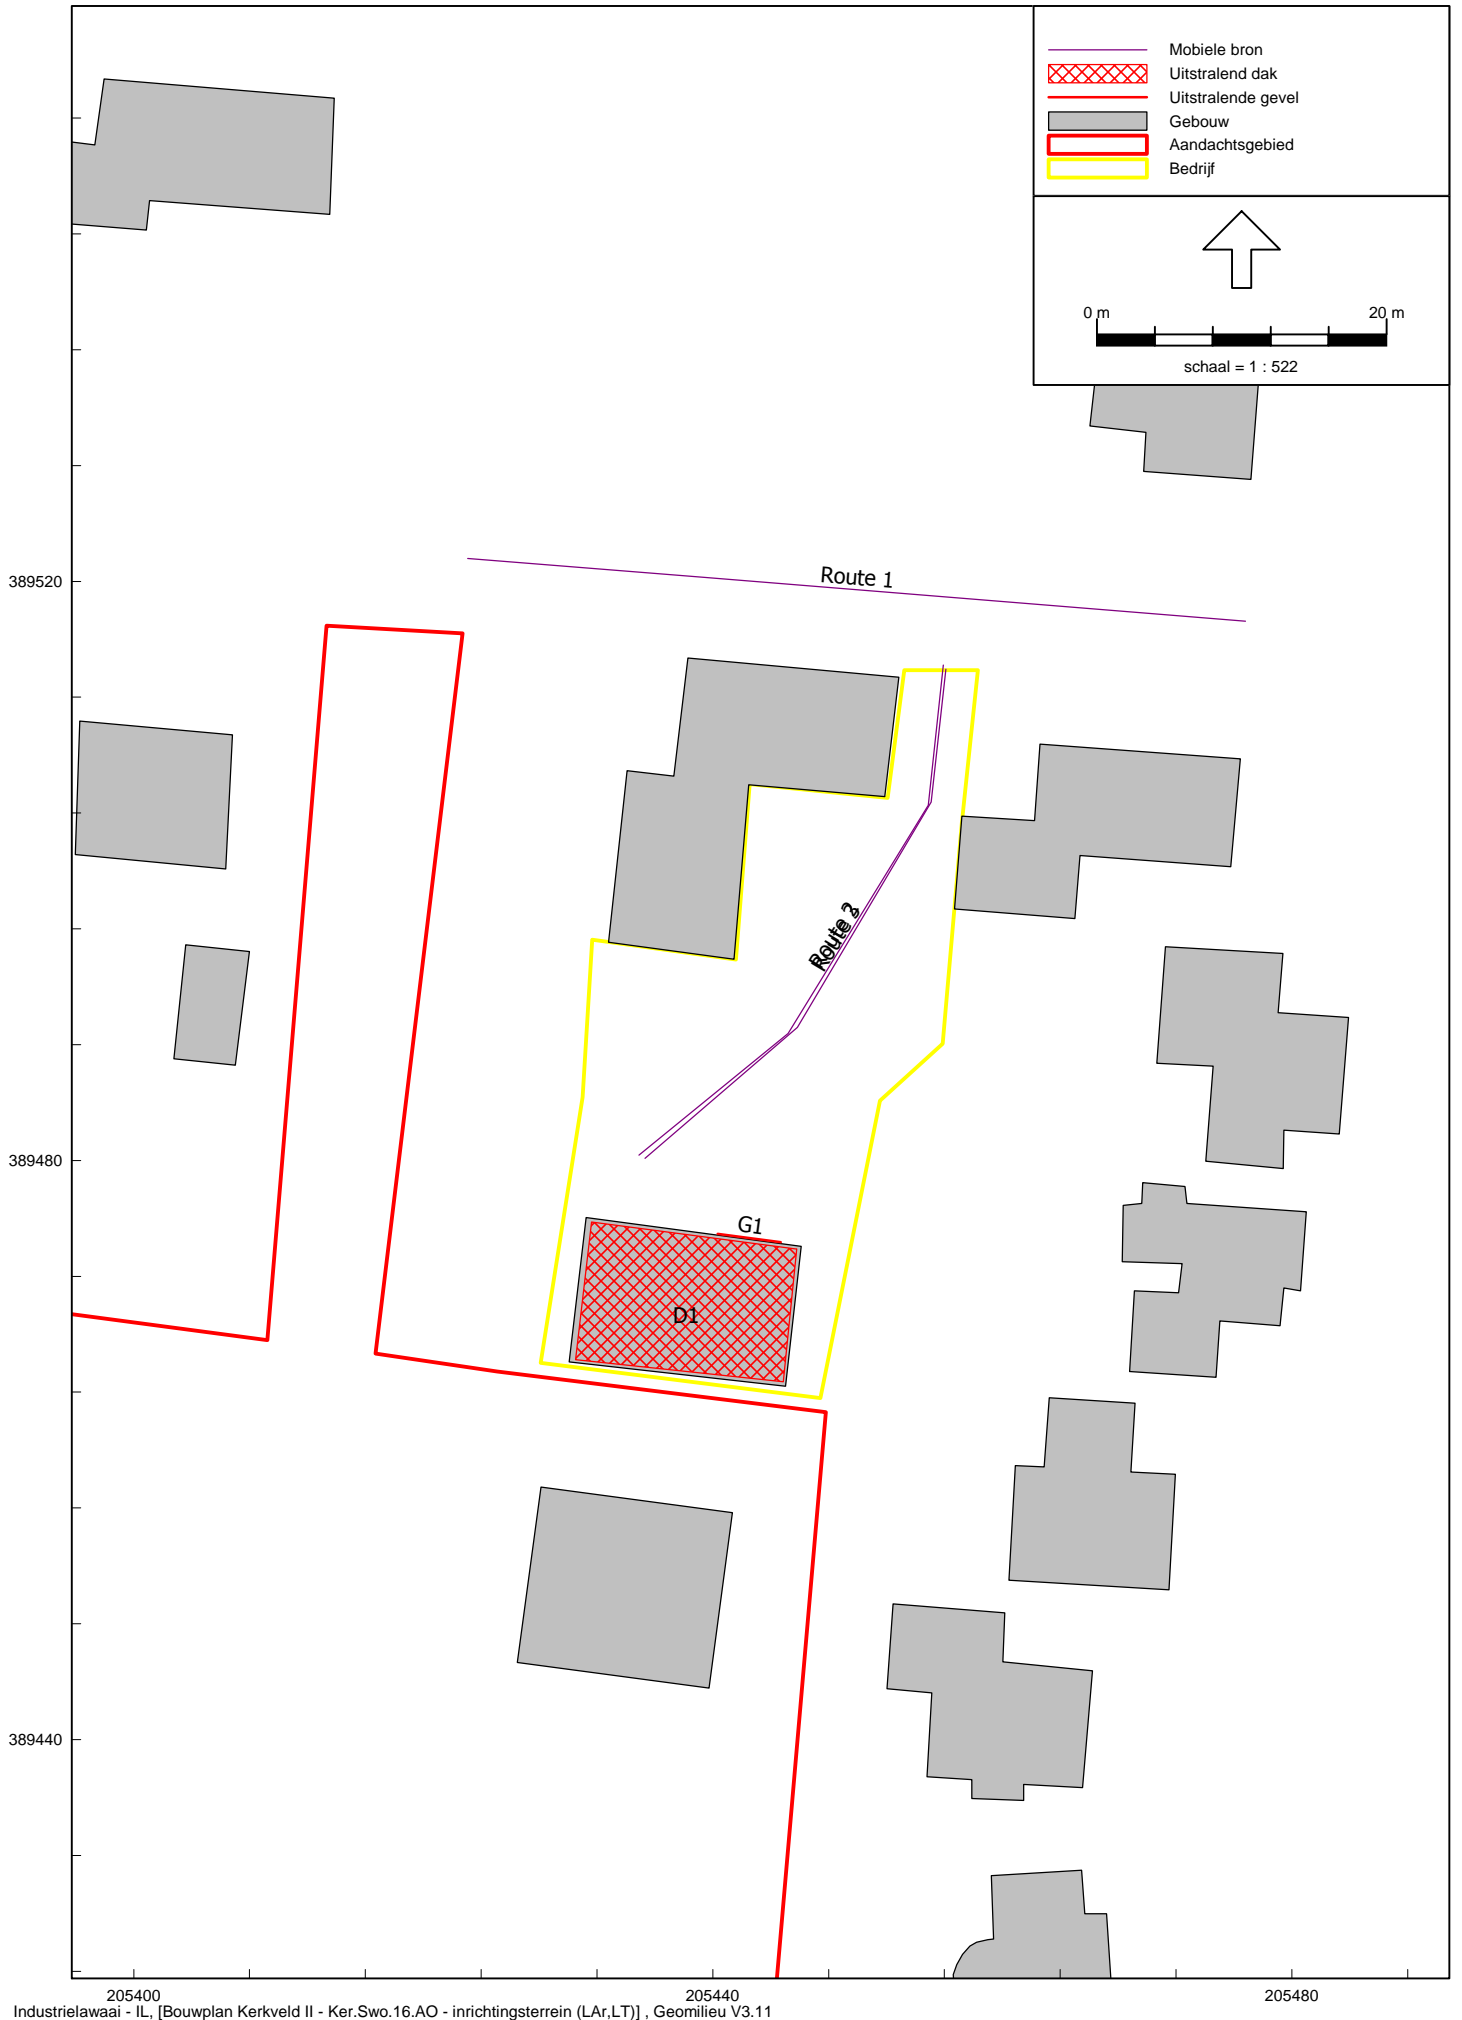 Mobiele bron
Uitstralend dak
Uitstralende gevel
Gebouw
Aandachtsgebied
Bedrijf
0 m
20 m
schaal = 1 : 522
389520
Route 1
Route 2
G1
D1
389480
389440
205400
205440
205480
Industrielawaai - IL, [Bouwplan Kerkveld II - Ker.Swo.16.AO - inrichtingsterrein (LAr,LT)] , Geomilieu V3.11